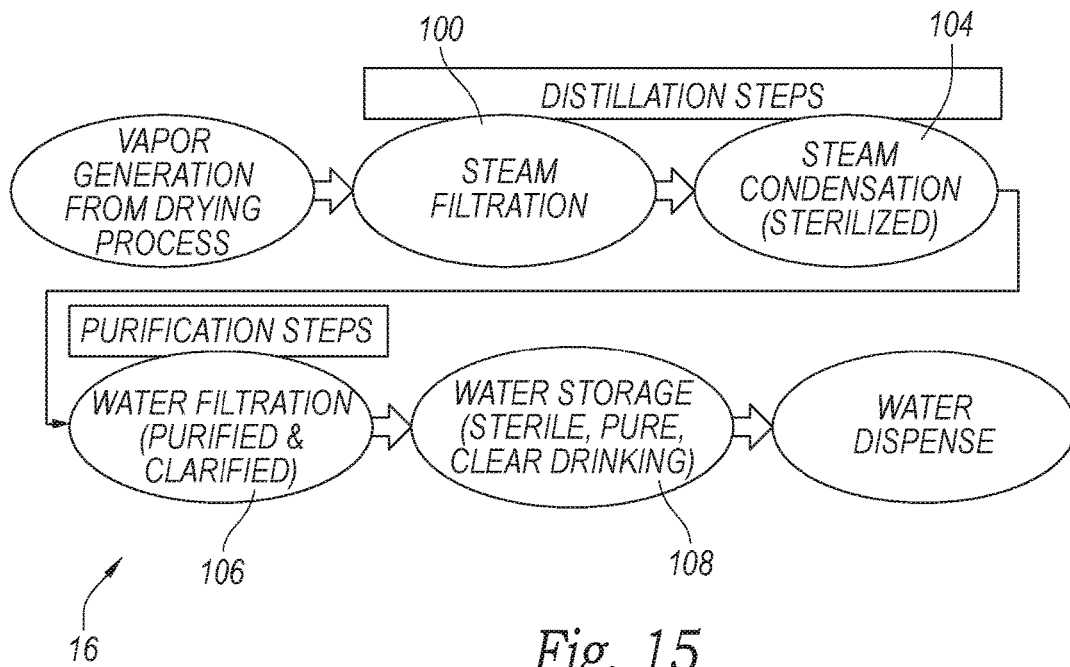 100
104
DISTILLATION STEPS
VAPOR
GENERATION
FROM DRYING
PROCESS
STEAM
FILTRATION
STEAM
CONDENSATION
(STERILIZED)
PURIFICATION STEPS
WATER FILTRATION
(PURIFIED &
CLARIFIED)
WATER STORAGE
(STERILE, PURE,
CLEAR DRINKING)
WATER
DISPENSE
106
108
16
Fig. 15